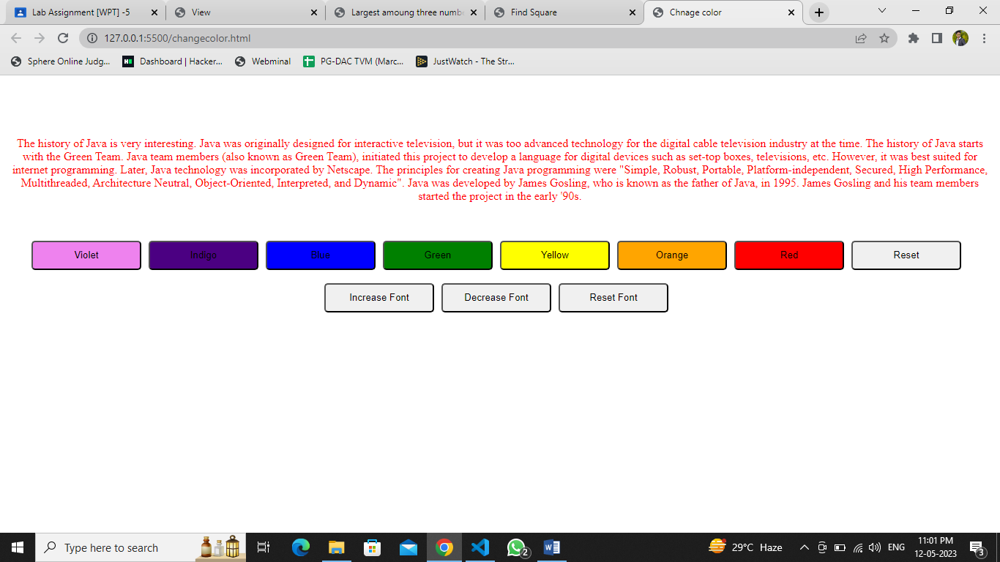 Lab Assignment [WPT] -5
View
Largest amoung three numb
Find Square
Chnage color
127.0.0.1:5500/changecolor.html
Sphere Online Judg...
Dashboard | Hacker...
Webminal
PG-DAC TVM (Marc...
JustWatch - The Str...
The history of Java is very interesting. Java was originally designed for interactive television, but it was too advanced technology for the digital cable television industry at the time. The history of Java starts
with the Green Team. Java team members (also known as Green Team), initiated this project to develop a language for digital devices such as set-top boxes, televisions, etc. However, it was best suited for
internet programming. Later, Java technology was incorporated by Netscape. The principles for creating Java programming were "Simple, Robust, Portable, Platform-independent, Secured, High Performance,
Multithreaded, Architecture Neutral, Object-Oriented, Interpreted, and Dynamic". Java was developed by James Gosling, who is known as the father of Java, in 1995. James Gosling and his team members
started the project in the early '90s.
Violet
Indigo
Blue
Green
Yellow
Orange
Red
Reset
Increase Font
Decrease Font
Reset Font
Type here to search
2
29°C Haze
ENG
11:01 PM
12-05-2023
3